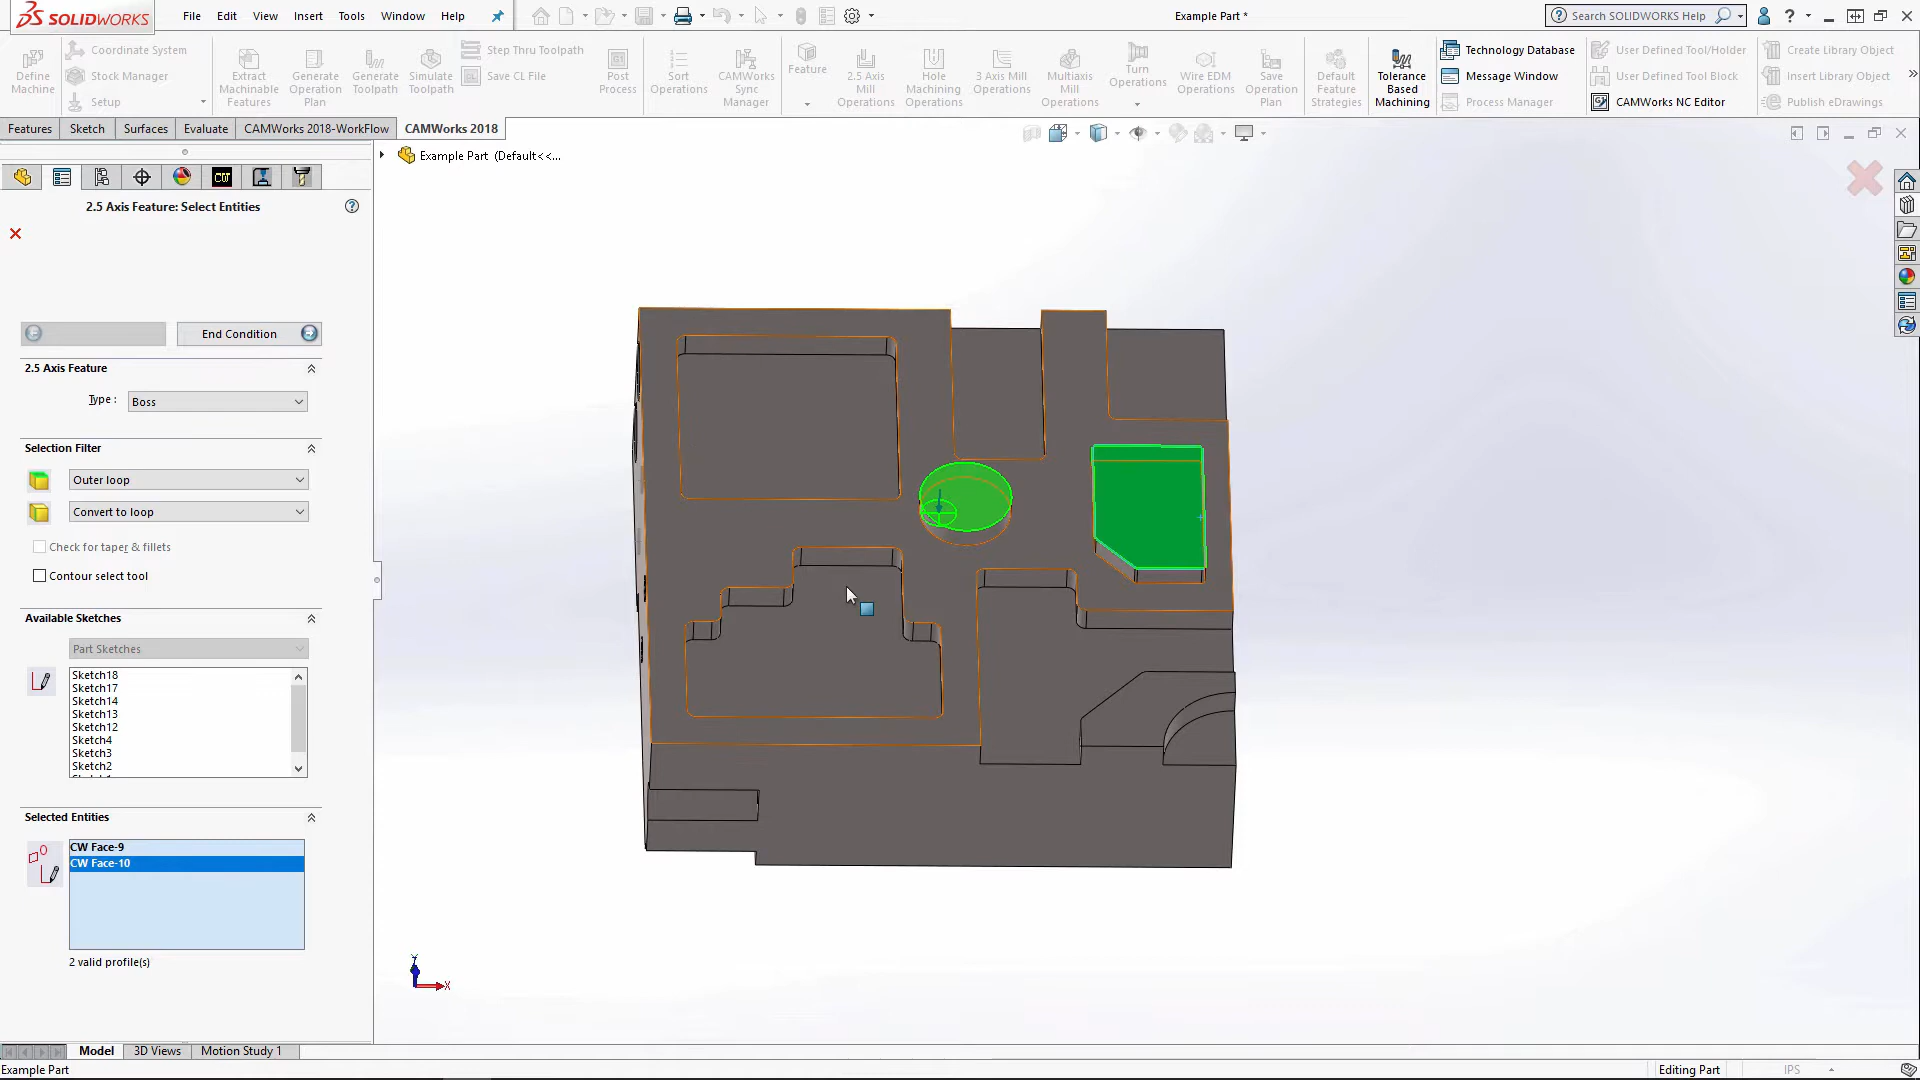 SOLIDWORKS File Edit View Insert Tools Window Help Example Part * Search SOLIDWORKS Help
Define Machine
Coordinate System
Stock Manager
Setup
Extract Machinable Features
Generate Operation Plan
Generate Toolpath
Simulate Toolpath
Step Thru Toolpath
Save CL File
Post Process
Sort Operations
CAMWorks Sync Manager
Feature
2.5 Axis Mill Operations
Hole Machining Operations
3 Axis Mill Operations
Multiaxis Mill Operations
Turn Operations
Wire EDM Operations
Save Operation Plan
Default Feature Strategies
Tolerance Based Machining
Technology Database
Message Window
Process Manager
User Defined Tool/Holder
User Defined Tool Block
CAMWorks NC Editor
Create Library Object
Insert Library Object
Publish eDrawings
Features Sketch Surfaces Evaluate CAMWorks 2018-WorkFlow CAMWorks 2018
Example Part (Default<<...
CW
2.5 Axis Feature: Select Entities
End Condition
2.5 Axis Feature
Type : Boss
Selection Filter
Outer loop
Convert to loop
Check for taper & fillets
Contour select tool
Available Sketches
Part Sketches
Sketch18
Sketch17
Sketch14
Sketch13
Sketch12
Sketch4
Sketch3
Sketch2
Selected Entities
CW Face-9
CW Face-10
2 valid profile(s)
Y
X
Model 3D Views Motion Study 1
Example Part Editing Part IPS